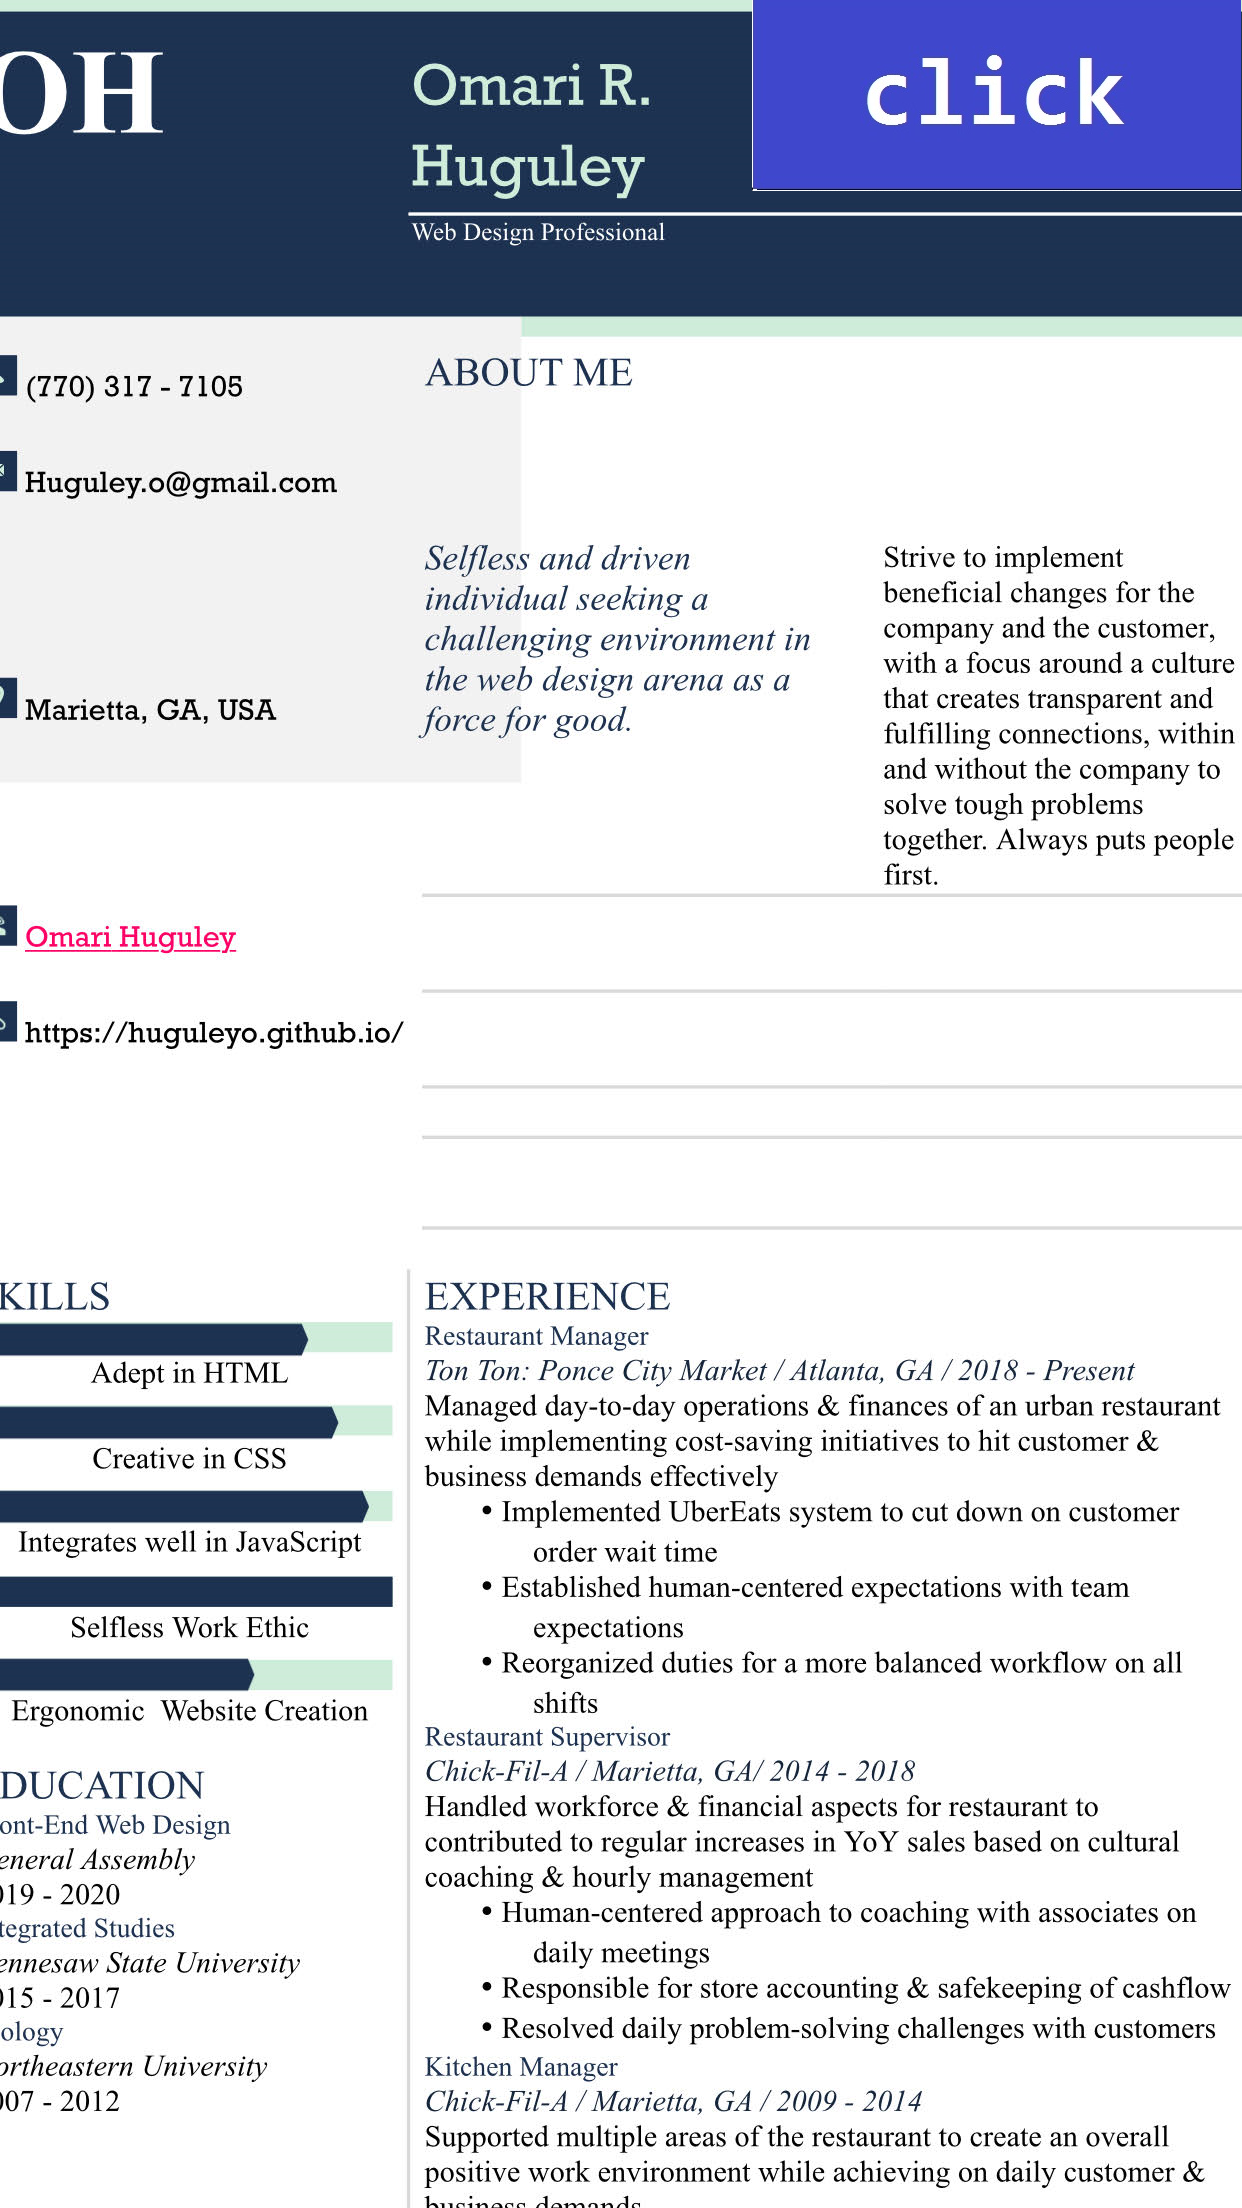 OH
Omari R.
Huguley
click
Web Design Professional
(770) 317 - 7105
Huguley.o@gmail.com
Marietta, GA, USA
Omari Huguley
https://huguleyo.github.io/
ABOUT ME
Selfless and driven
individual seeking a
challenging environment in
the web design arena as a
force for good.
Strive to implement
beneficial changes for the
company and the customer,
with a focus around a culture
that creates transparent and
fulfilling connections, within
and without the company to
solve tough problems
together. Always puts people
first.
KILLS
Adept in HTML
Creative in CSS
Integrates well in JavaScript
Selfless Work Ethic
Ergonomic  Website Creation
DUCATION
ont-End Web Design
eneral Assembly
019 - 2020
tegrated Studies
ennesaw State University
015 - 2017
ology
ortheastern University
007 - 2012
EXPERIENCE
Restaurant Manager
Ton Ton: Ponce City Market / Atlanta, GA / 2018 - Present
Managed day-to-day operations & finances of an urban restaurant
while implementing cost-saving initiatives to hit customer &
business demands effectively
• Implemented UberEats system to cut down on customer
order wait time
• Established human-centered expectations with team
expectations
• Reorganized duties for a more balanced workflow on all
shifts
Restaurant Supervisor
Chick-Fil-A / Marietta, GA/ 2014 - 2018
Handled workforce & financial aspects for restaurant to
contributed to regular increases in YoY sales based on cultural
coaching & hourly management
• Human-centered approach to coaching with associates on
daily meetings
• Responsible for store accounting & safekeeping of cashflow
• Resolved daily problem-solving challenges with customers
Kitchen Manager
Chick-Fil-A / Marietta, GA / 2009 - 2014
Supported multiple areas of the restaurant to create an overall
positive work environment while achieving on daily customer &
business demands